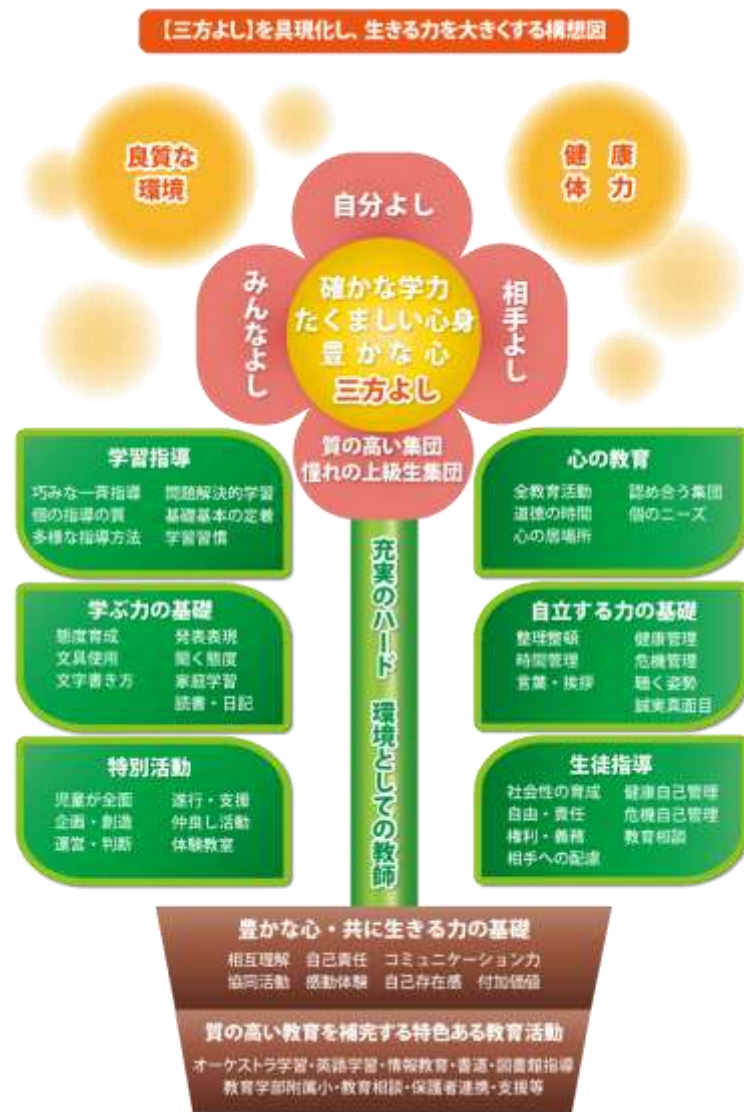 【三方よし】を具現化し、生きる力を大きくする構想図
良質な
環境
健 康
体 力
自分よし
みんなよし
相手よし
確かな学力
たくましい心身
豊 か な 心
三方よし
質の高い集団
憧れの上級生集団
学習指導
巧みな一斉指導 問題解決的学習
個の指導の質 基礎基本の定着
多様な指導方法 学習習慣
心の教育
全教育活動 認め合う集団
道徳の時間 個のニーズ
心の居場所
学ぶ力の基礎
態度育成 発表表現
文具使用 聞く態度
文字書き方 家庭学習
読書・日記
自立する力の基礎
整理整頓 健康管理
時間管理 危機管理
言葉・挨拶 聴く姿勢
誠実真面目
特別活動
児童が全面 遂行・支援
企画・創造 仲良し活動
運営・判断 体験教室
生徒指導
社会性の育成 健康自己管理
自由・責任 危機自己管理
権利・義務 教育相談
相手への配慮
充実のハード 環境としての教師
豊かな心・共に生きる力の基礎
相互理解 自己責任 コミュニケーション力
協同活動 感動体験 自己存在感 付加価値
質の高い教育を補完する特色ある教育活動
オーケストラ学習・英語学習・情報教育・書道・図書館指導
教育学部附属小・教育相談・保護者連携・支援等